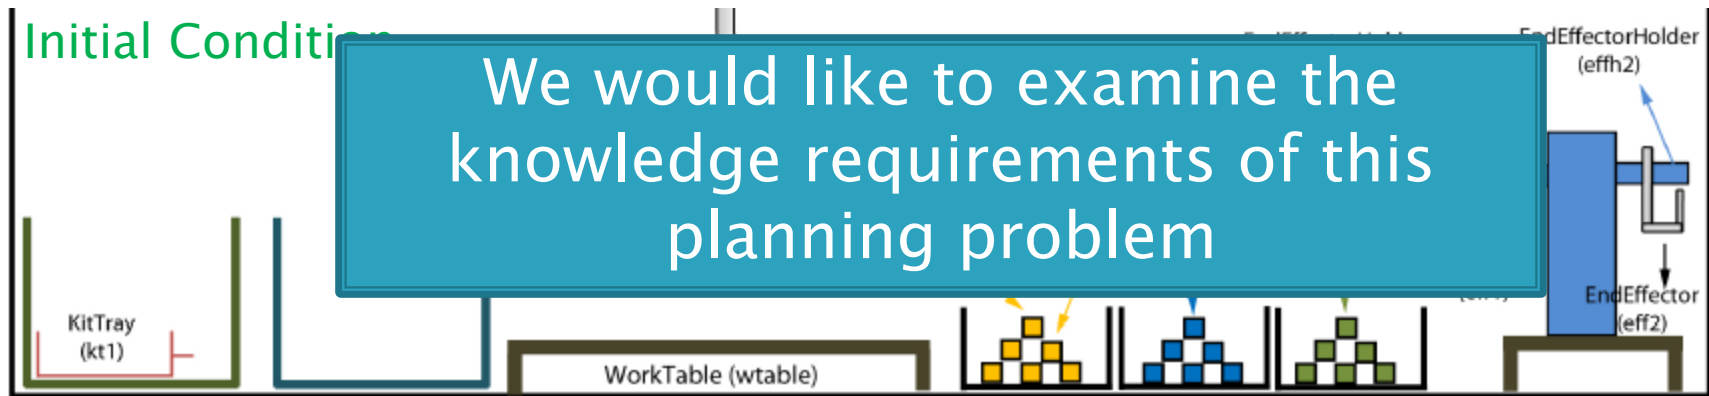 Initial Condition
We would like to examine the
knowledge requirements of this
planning problem
EndEffectorHolder
(effh2)
KitTray
(kt1)
WorkTable (wtable)
EndEffector
(eff2)